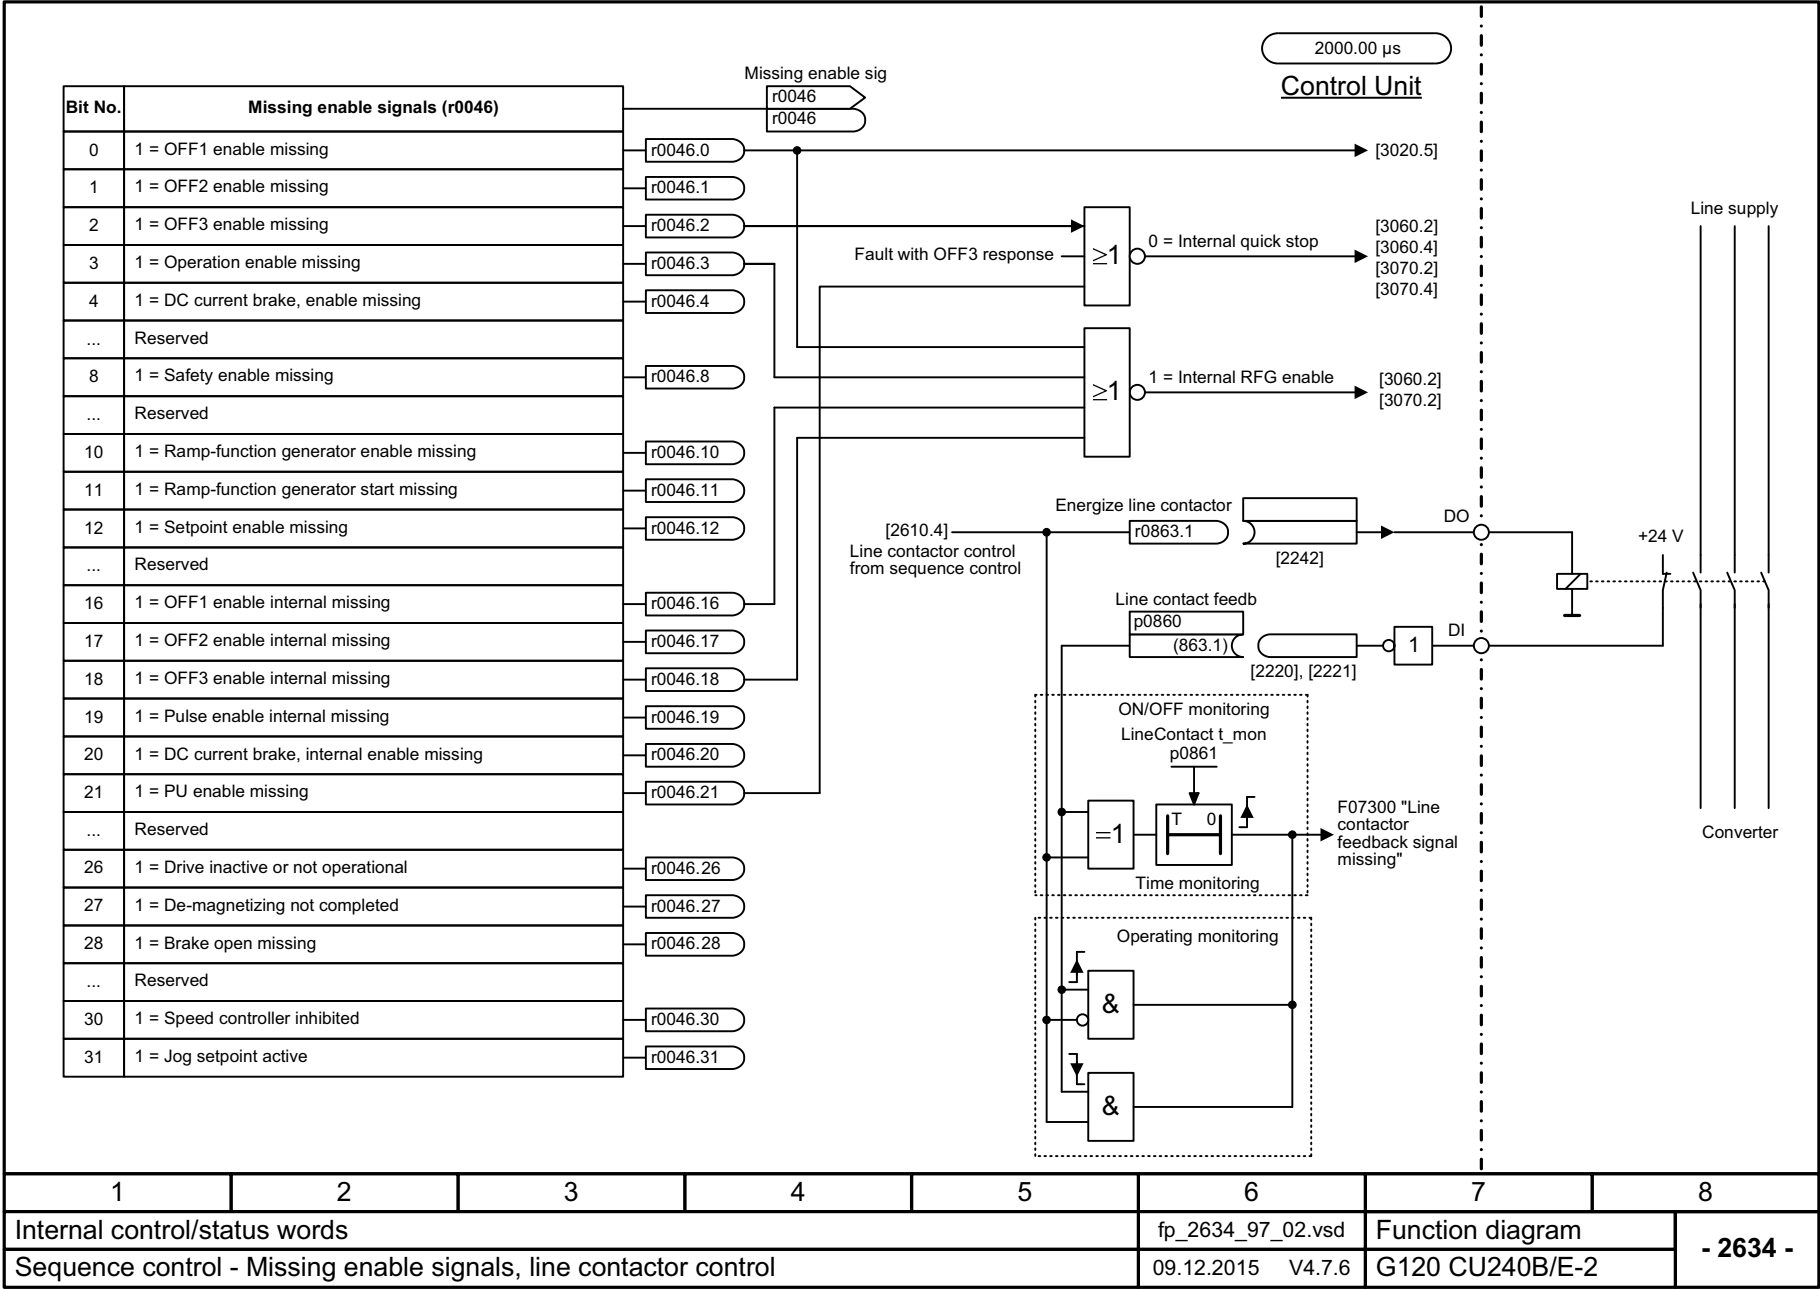 2000.00 µs
Control Unit
Missing enable sig
r0046
r0046
Bit No. Missing enable signals (r0046)
0 1 = OFF1 enable missing r0046.0 [3020.5]
1 1 = OFF2 enable missing r0046.1
2 1 = OFF3 enable missing r0046.2
3 1 = Operation enable missing r0046.3
4 1 = DC current brake, enable missing r0046.4
... Reserved
8 1 = Safety enable missing r0046.8
... Reserved
10 1 = Ramp-function generator enable missing r0046.10
11 1 = Ramp-function generator start missing r0046.11
12 1 = Setpoint enable missing r0046.12
... Reserved
16 1 = OFF1 enable internal missing r0046.16
17 1 = OFF2 enable internal missing r0046.17
18 1 = OFF3 enable internal missing r0046.18
19 1 = Pulse enable internal missing r0046.19
20 1 = DC current brake, internal enable missing r0046.20
21 1 = PU enable missing r0046.21
... Reserved
26 1 = Drive inactive or not operational r0046.26
27 1 = De-magnetizing not completed r0046.27
28 1 = Brake open missing r0046.28
... Reserved
30 1 = Speed controller inhibited r0046.30
31 1 = Jog setpoint active r0046.31
Fault with OFF3 response
≥1
0 = Internal quick stop
[3060.2]
[3060.4]
[3070.2]
[3070.4]
≥1
1 = Internal RFG enable
[3060.2]
[3070.2]
Line supply
[2610.4]
Line contactor control
from sequence control
Energize line contactor
r0863.1
[2242]
DO
+24 V
Line contact feedb
p0860
(863.1)
[2220], [2221]
1
DI
ON/OFF monitoring
LineContact t_mon
p0861
=1
T 0
Time monitoring
F07300 "Line
contactor
feedback signal
missing"
Converter
Operating monitoring
&
&
1 2 3 4 5 6 7 8
Internal control/status words fp_2634_97_02.vsd Function diagram
- 2634 -
Sequence control - Missing enable signals, line contactor control 09.12.2015 V4.7.6 G120 CU240B/E-2